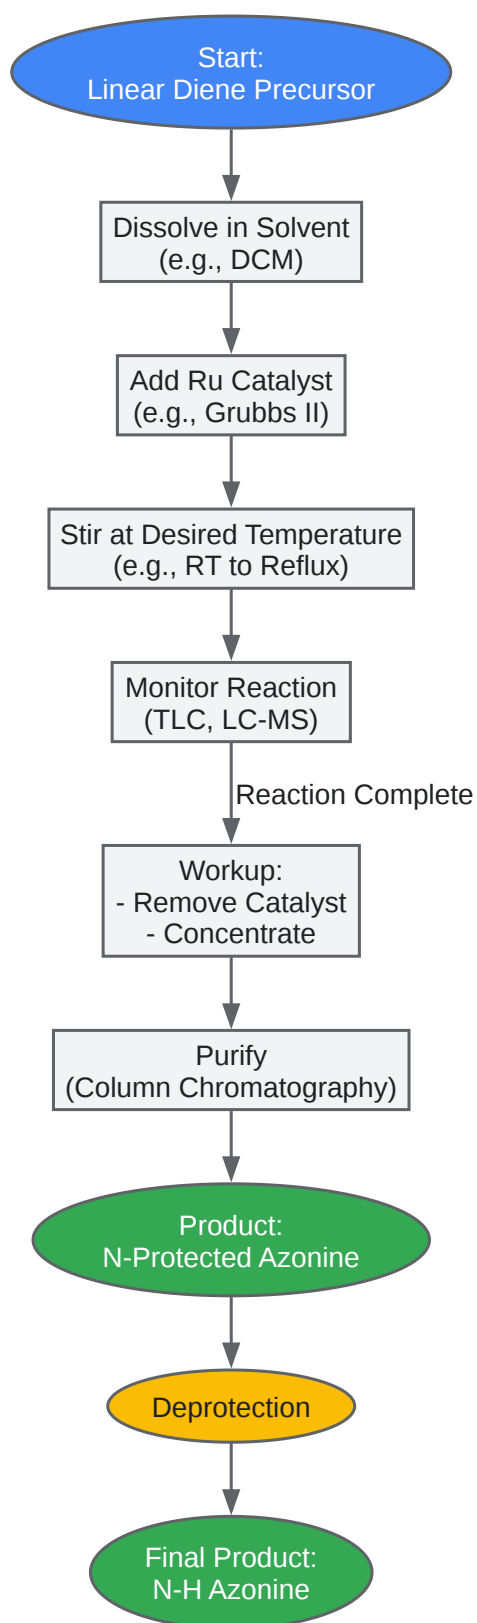 Start:
Linear Diene Precursor
Dissolve in Solvent
(e.g., DCM)
Add Ru Catalyst
(e.g., Grubbs II)
Stir at Desired Temperature
(e.g., RT to Reflux)
Monitor Reaction
(TLC, LC-MS)
Reaction Complete
Workup:
- Remove Catalyst
- Concentrate
Purify
(Column Chromatography)
Product:
N-Protected Azonine
Deprotection
Final Product:
N-H Azonine